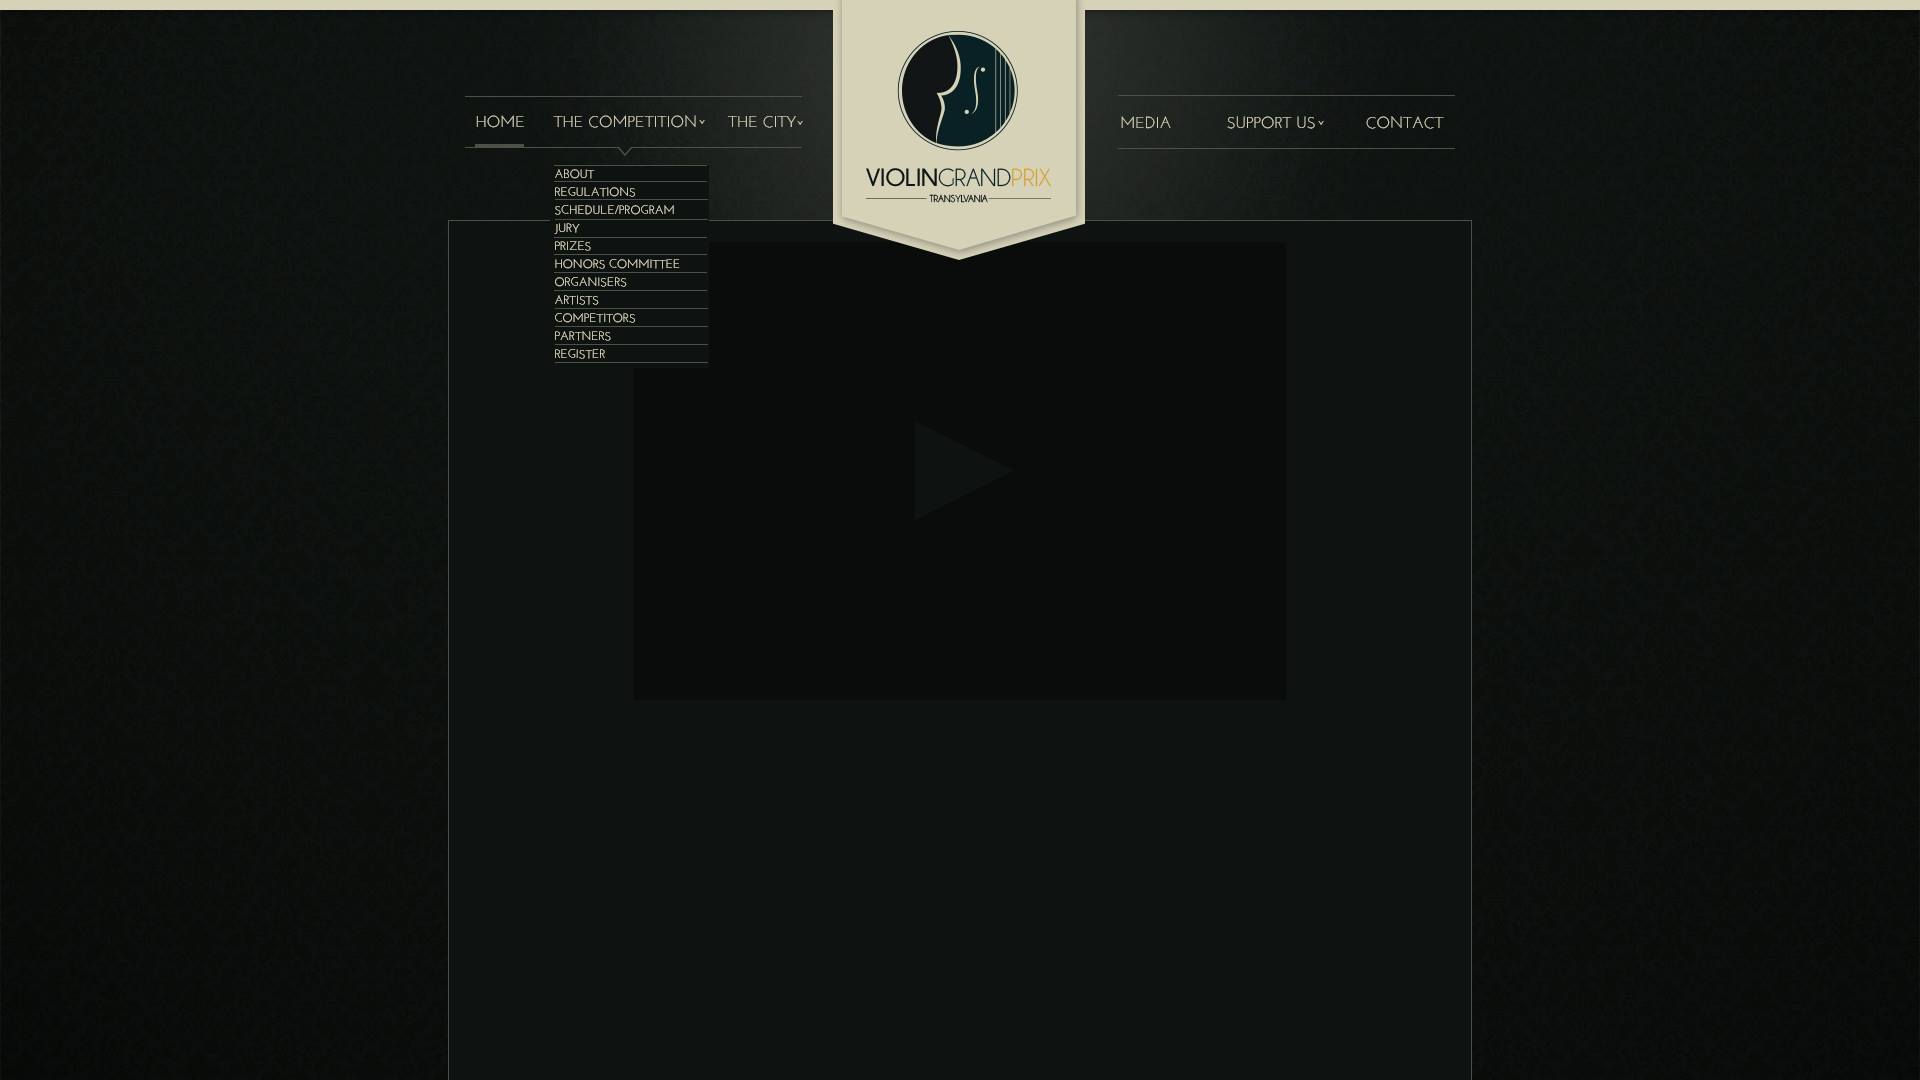 HOME
THE COMPETITION
THE CITY
MEDIA
SUPPORT US
CONTACT
VIOLINGRANDPRIX
TRANSYLVANIA
ABOUT
REGULATIONS
SCHEDULE/PROGRAM
JURY
PRIZES
HONORS COMMITTEE
ORGANISERS
ARTISTS
COMPETITORS
PARTNERS
REGISTER